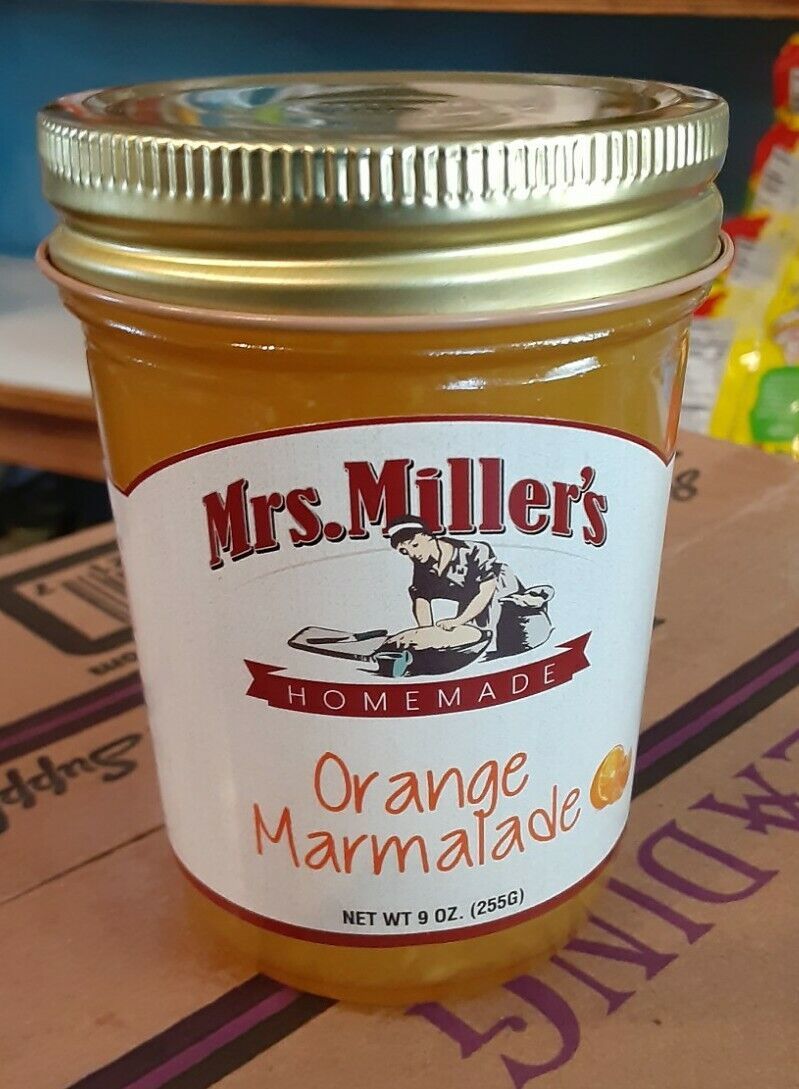 Mrs. Miller's
HOMEMADE
Orange
Marmalade
NET WT 9 OZ. (255G)